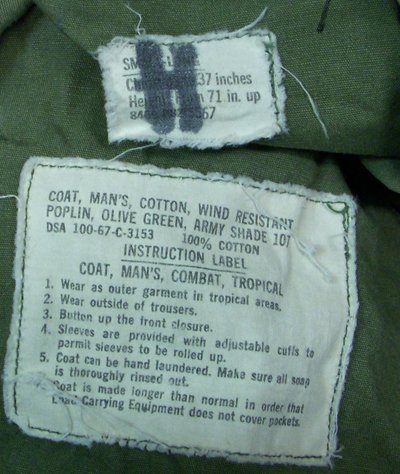 37 inches
Height 71 in. up
8405
COAT, MAN'S, COTTON, WIND RESISTANT
POPLIN, OLIVE GREEN, ARMY SHADE 107
DSA 100-67-C-3153 100% COTTON
INSTRUCTION LABEL
COAT, MAN'S, COMBAT, TROPICAL
1. Wear as outer garment in tropical areas.
2. Wear outside of trousers.
3. Button up the front closure.
4. Sleeves are provided with adjustable cuffs to
permit sleeves to be rolled up.
5. Coat can be hand laundered. Make sure all soap
is thoroughly rinsed out.
Coat is made longer than normal in order that
Load Carrying Equipment does not cover pockets.